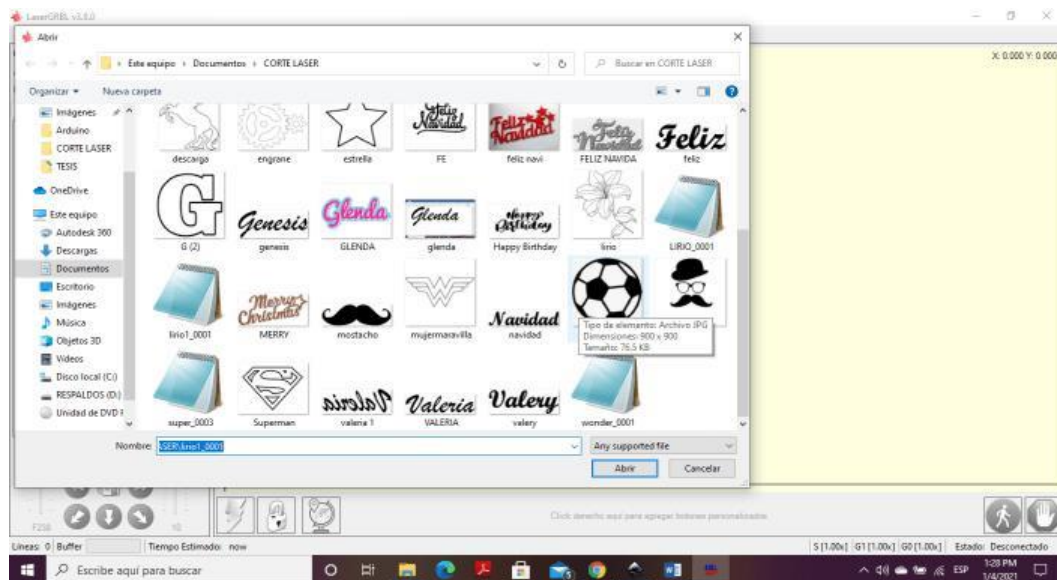 LaserGRBL v3.8.0
Abrir
Este equipo › Documentos › CORTE LASER
Buscar en CORTE LASER
X: 0.000 Y: 0.000
Organizar
Nueva carpeta
Imágenes
Arduino
CORTE LASER
TESIS
OneDrive
Este equipo
Autodesk 360
Descargas
Documentos
Escritorio
Imágenes
Música
Objetos 3D
Videos
Disco local (C:)
RESPALDOS (D:)
Unidad de DVD
Feliz Navidad
Feliz Navidad
Feliz Navidad
Feliz
descarga
engrane
estrella
FE
feliz navi
FELIZ NAVIDA
feliz
G
Genesis
Glenda
Glenda
Happy Birthday
G (2)
genesis
GLENDA
glenda
Happy Birthday
lirio
LIRIO_0001
Merry Christmas
Navidad
lirio1_0001
MERRY
mostacho
mujermaravilla
navidad
Tipo de elemento: Archivo JPG
Dimensiones: 900 x 900
Tamaño: 76.5 KB
S
Valeria
Valeria
Valery
super_0003
Superman
valeria 1
VALERIA
valery
wonder_0001
Nombre:
\lirio1_0001
Any supported file
Abrir
Cancelar
F250
10
Click derecho aquí para agregar botones personalizados
Lineas: 0
Buffer
Tiempo Estimado: now
S [1.00x]
G1 [1.00x]
G0 [1.00x]
Estado: Desconectado
Escribe aquí para buscar
ESP
1:28 PM
1/4/2021